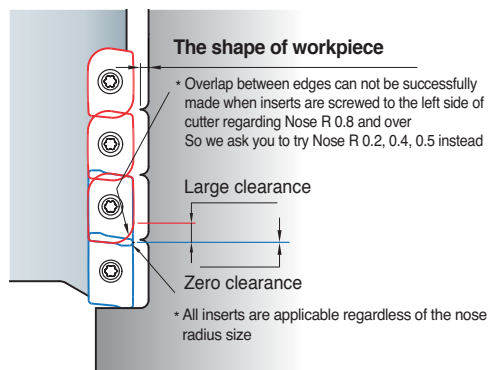 The shape of workpiece
* Overlap between edges can not be successfully
made when inserts are screwed to the left side of
cutter regarding Nose R 0.8 and over
So we ask you to try Nose R 0.2, 0.4, 0.5 instead
Large clearance
Zero clearance
* All inserts are applicable regardless of the nose
radius size